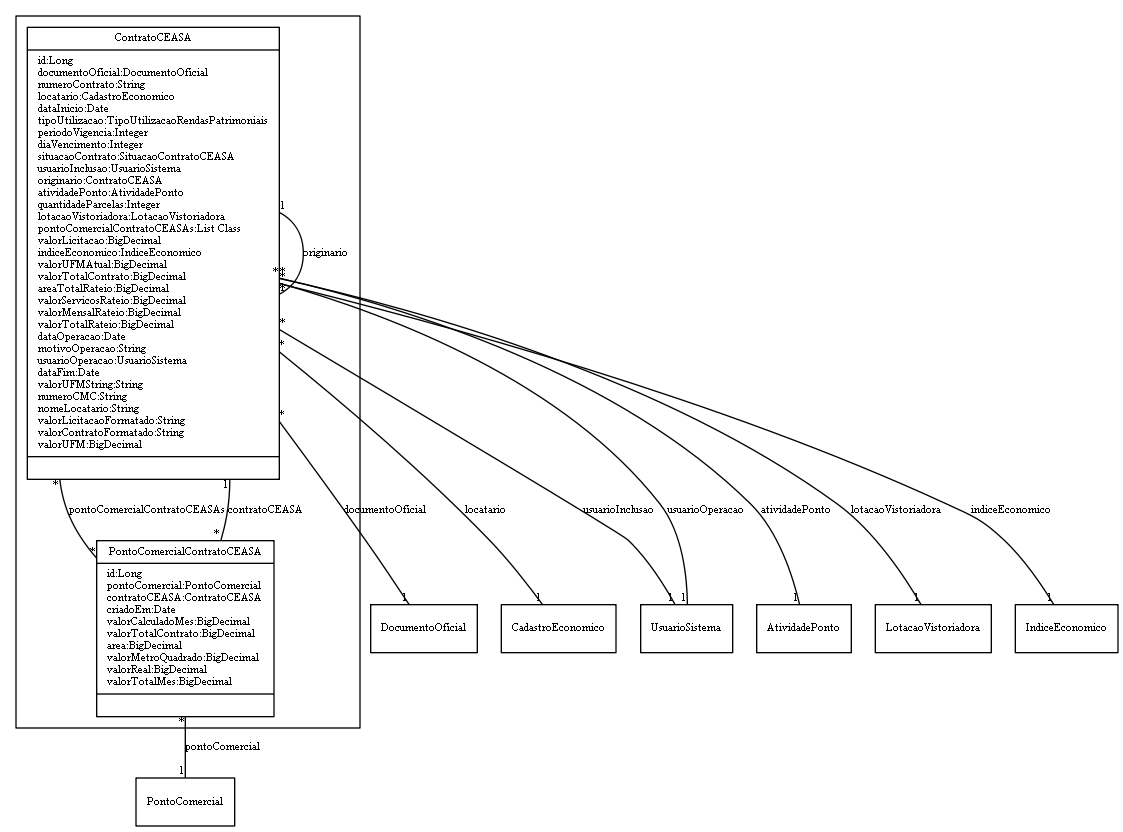 ContratoCEASA
id:Long
documentoOficial:DocumentoOficial
numeroContrato:String
locatario:CadastroEconomico
dataInicio:Date
tipoUtilizacao:TipoUtilizacaoRendasPatrimoniais
periodoVigencia:Integer
diaVencimento:Integer
situacaoContrato:SituacaoContratoCEASA
usuarioInclusao:UsuarioSistema
originario:ContratoCEASA
atividadePonto:AtividadePonto
quantidadeParcelas:Integer
lotacaoVistoriadora:LotacaoVistoriadora
pontoComercialContratoCEASAs:List Class
valorLicitacao:BigDecimal
indiceEconomico:IndiceEconomico
valorUFMAtual:BigDecimal
valorTotalContrato:BigDecimal
areaTotalRateio:BigDecimal
valorServicosRateio:BigDecimal
valorMensalRateio:BigDecimal
valorTotalRateio:BigDecimal
dataOperacao:Date
motivoOperacao:String
usuarioOperacao:UsuarioSistema
dataFim:Date
valorUFMString:String
numeroCMC:String
nomeLocatario:String
valorLicitacaoFormatado:String
valorContratoFormatado:String
valorUFM:BigDecimal
1
originario
1
* *
*
*
*
*
*
* 1
pontoComercialContratoCEASAs contratoCEASA documentoOficial locatario usuarioInclusao usuarioOperacao atividadePonto lotacaoVistoriadora indiceEconomico
* *
PontoComercialContratoCEASA
id:Long
pontoComercial:PontoComercial
contratoCEASA:ContratoCEASA
criadoEm:Date
valorCalculadoMes:BigDecimal
valorTotalContrato:BigDecimal
area:BigDecimal
valorMetroQuadrado:BigDecimal
valorReal:BigDecimal
valorTotalMes:BigDecimal
1 1 1 1 1 1 1
DocumentoOficial CadastroEconomico UsuarioSistema AtividadePonto LotacaoVistoriadora IndiceEconomico
*
pontoComercial
1
PontoComercial